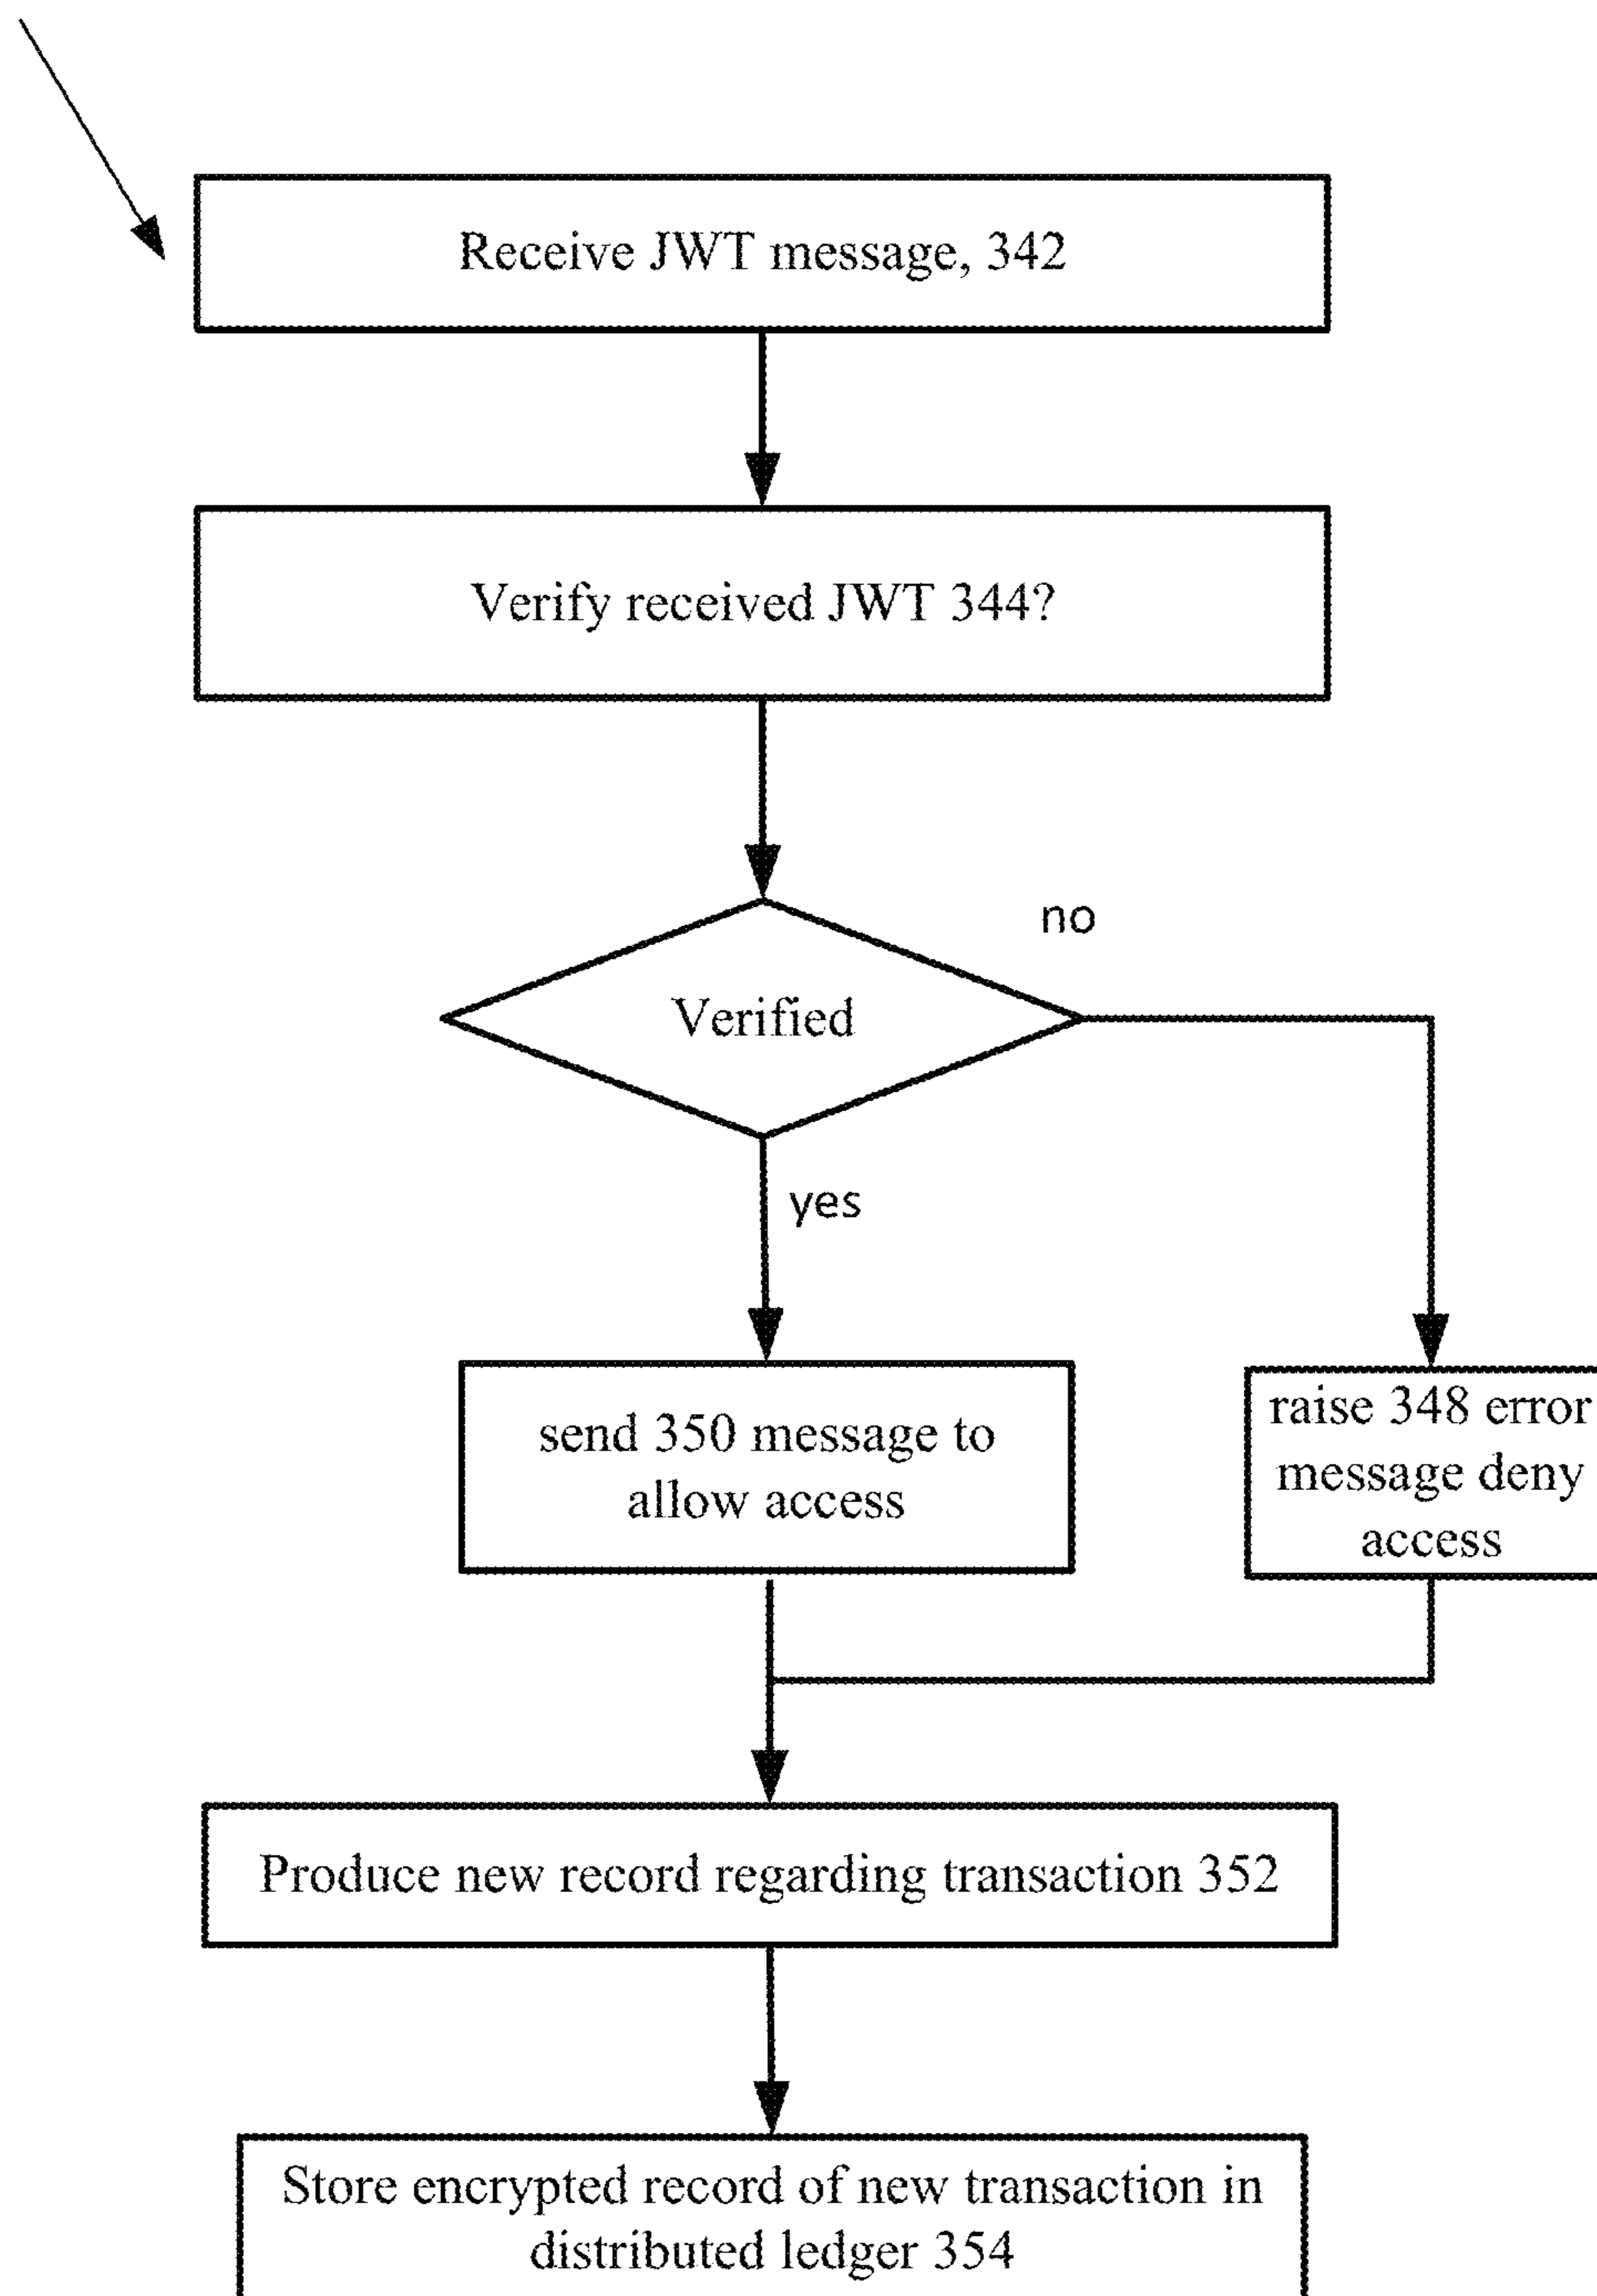 Receive JWT message, 342
Verify received JWT 344?
no
Verified
yes
send 350 message to
allow access
raise 348 error
message deny
access
Produce new record regarding transaction 352
Store encrypted record of new transaction in
distributed ledger 354